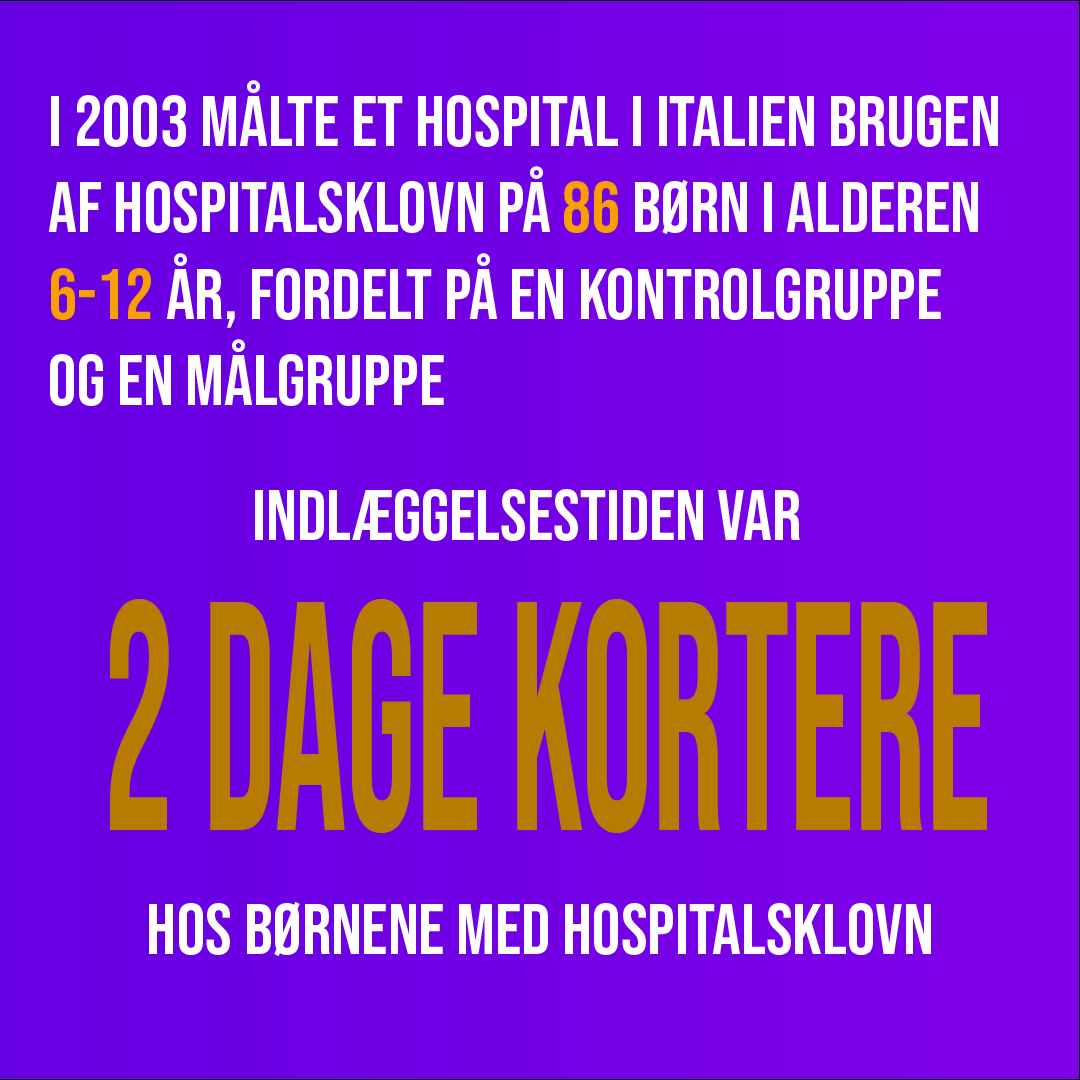 I 2003 MÅLTE ET HOSPITAL I ITALIEN BRUGEN
AF HOSPITALSKLOVN PÅ 86 BØRN I ALDEREN
6-12 ÅR, FORDELT PÅ EN KONTROLGRUPPE
OG EN MÅLGRUPPE
INDLÆGGELSESTIDEN VAR
2 DAGE KORTERE
HOS BØRNENE MED HOSPITALSKLOVN